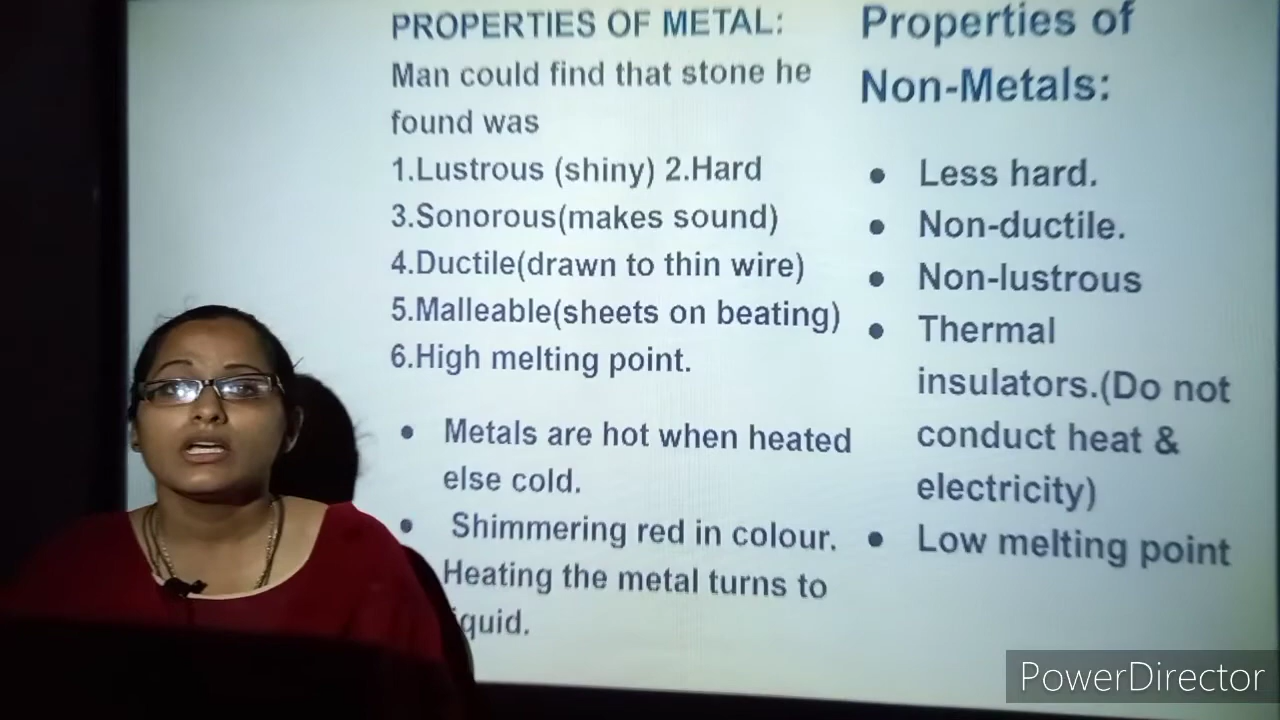 PROPERTIES OF METAL:
Man could find that stone he
found was
1.Lustrous (shiny) 2.Hard
3.Sonorous(makes sound)
4.Ductile(drawn to thin wire)
5.Malleable(sheets on beating)
6.High melting point.
● Metals are hot when heated
else cold.
● Shimmering red in colour.
Heating the metal turns to
iquid.
Properties of
Non-Metals:
● Less hard.
● Non-ductile.
● Non-lustrous
● Thermal
insulators.(Do not
conduct heat &
electricity)
● Low melting point
PowerDirector